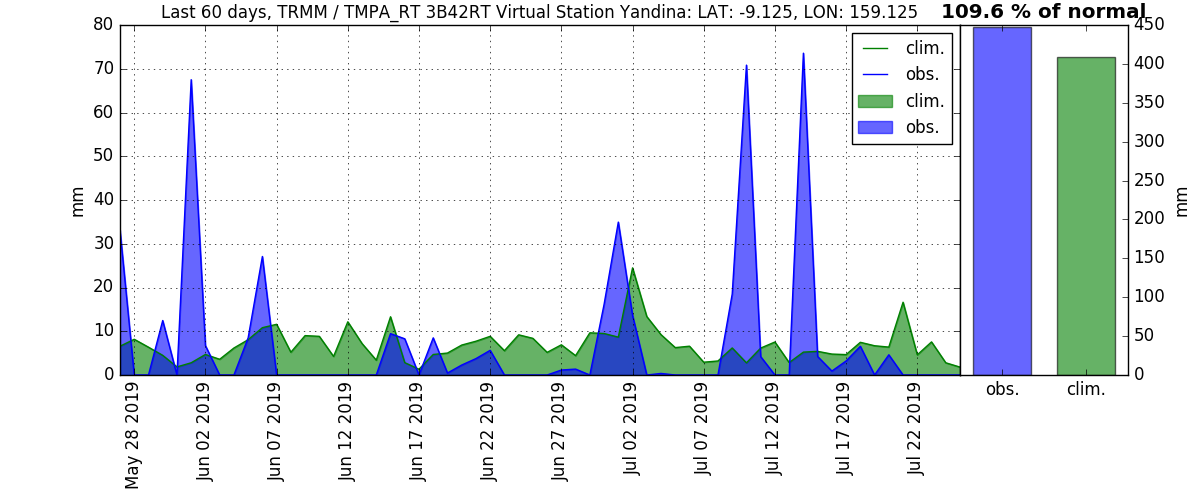 Last 60 days, TRMM / TMPA_RT 3B42RT Virtual Station Yandina: LAT: -9.125, LON: 159.125
109.6 % of normal
80
70
60
50
40
30
20
10
0
mm
clim.
obs.
clim.
obs.
May 28 2019
Jun 02 2019
Jun 07 2019
Jun 12 2019
Jun 17 2019
Jun 22 2019
Jun 27 2019
Jul 02 2019
Jul 07 2019
Jul 12 2019
Jul 17 2019
Jul 22 2019
450
400
350
300
250
200
150
100
50
0
mm
obs.
clim.